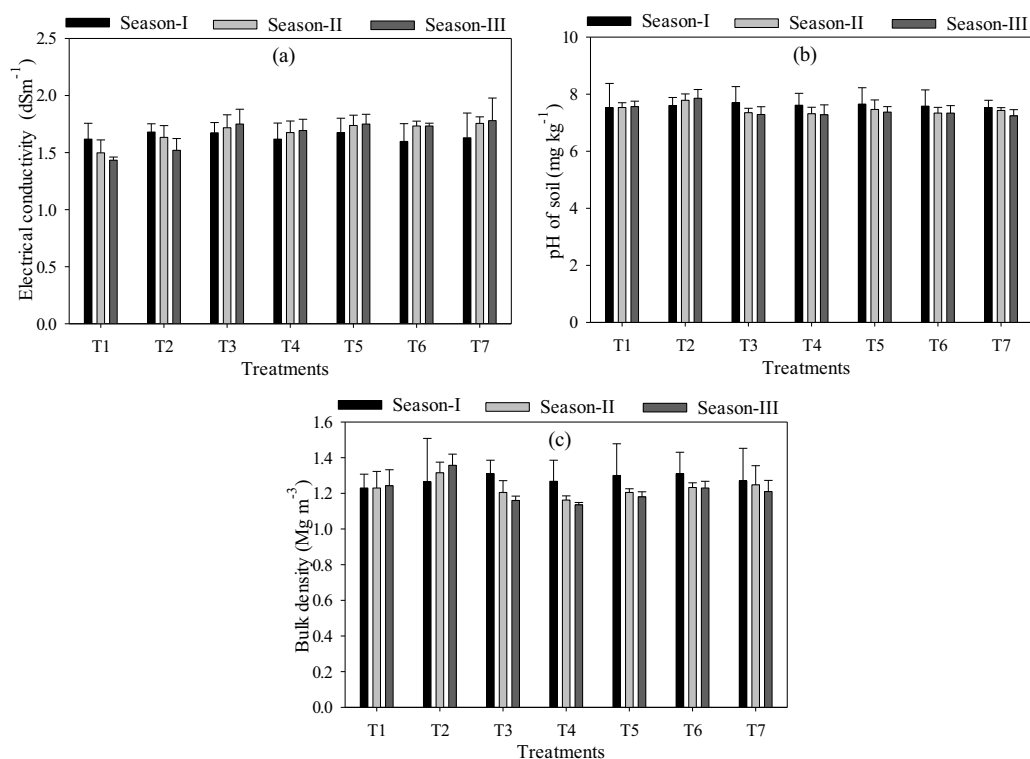 Season-I Season-II Season-III
(a)
2.5
2.0
1.5
1.0
0.5
0.0
Electrical conductivity (dSm⁻¹)
T1 T2 T3 T4 T5 T6 T7
Treatments
Season-I Season-II Season-III
(b)
10
8
6
4
2
0
pH of soil (mg kg⁻¹)
T1 T2 T3 T4 T5 T6 T7
Treatments
Season-I Season-II Season-III
(c)
1.6
1.4
1.2
1.0
0.8
0.6
0.4
0.2
0.0
Bulk density (Mg m⁻³)
T1 T2 T3 T4 T5 T6 T7
Treatments